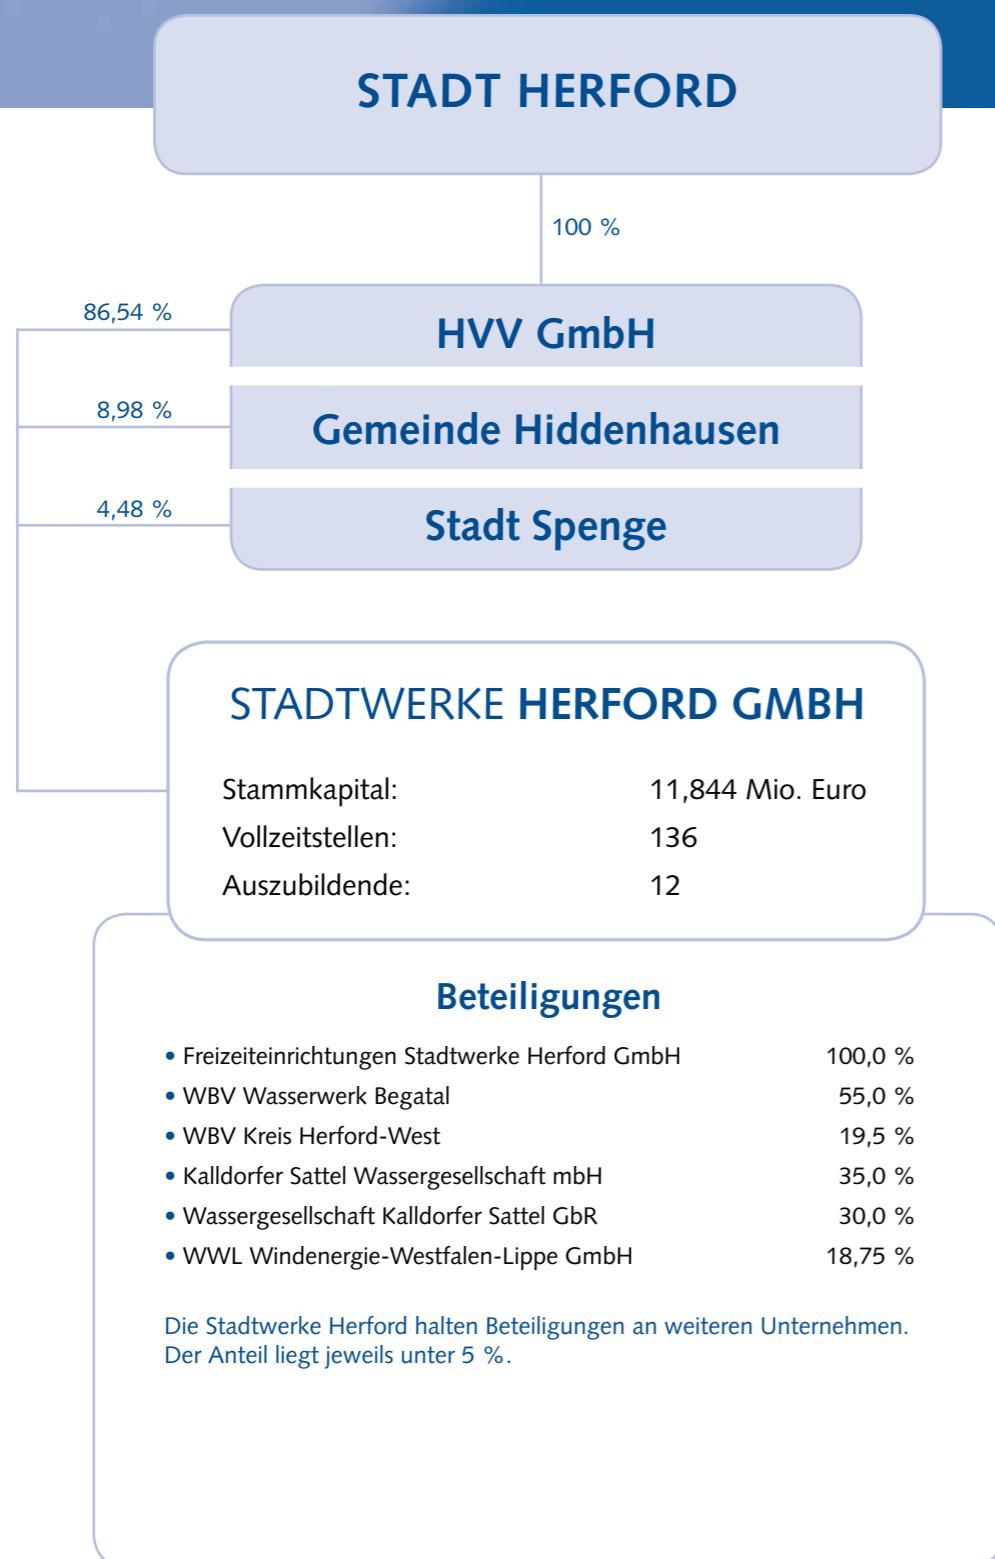 STADT HERFORD
100 %
86,54 %
HVV GmbH
8,98 %
Gemeinde Hiddenhausen
4,48 %
Stadt Spenge
STADTWERKE HERFORD GMBH
Stammkapital: 11,844 Mio. Euro
Vollzeitstellen: 136
Auszubildende: 12
Beteiligungen
• Freizeiteinrichtungen Stadtwerke Herford GmbH 100,0 %
• WBV Wasserwerk Begatal 55,0 %
• WBV Kreis Herford-West 19,5 %
• Kalldorfer Sattel Wassergesellschaft mbH 35,0 %
• Wassergesellschaft Kalldorfer Sattel GbR 30,0 %
• WWL Windenergie-Westfalen-Lippe GmbH 18,75 %
Die Stadtwerke Herford halten Beteiligungen an weiteren Unternehmen.
Der Anteil liegt jeweils unter 5 %.